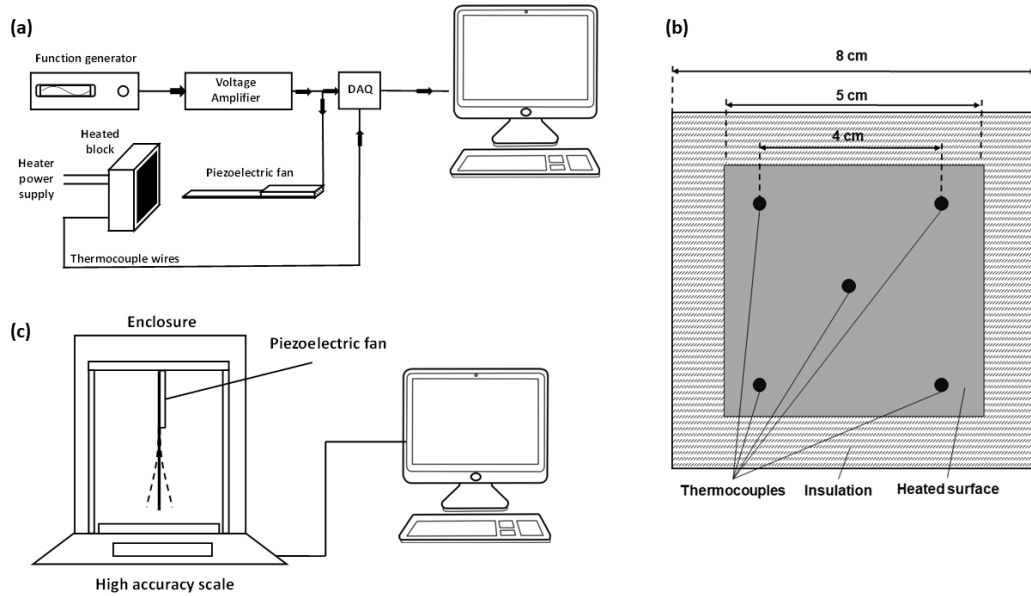 (a)
Function generator
Voltage
Amplifier
DAQ
Heated
block
Heater
power
supply
Piezoelectric fan
Thermocouple wires
(b)
8 cm
5 cm
4 cm
Thermocouples
Insulation
Heated surface
(c)
Enclosure
Piezoelectric fan
High accuracy scale